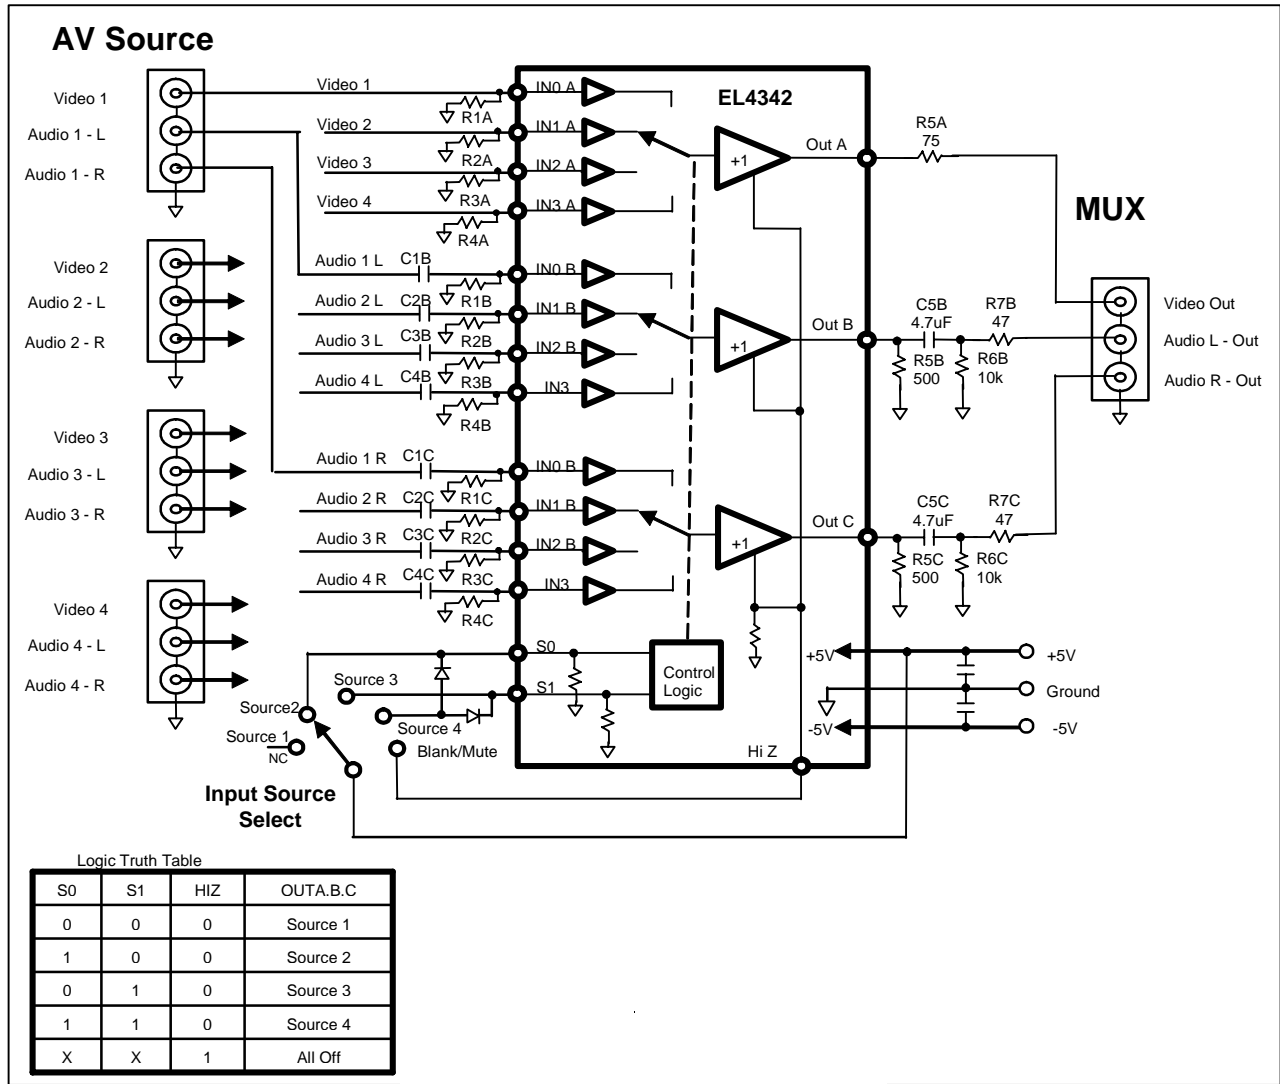 AV Source
Video 1
Audio 1 - L
Audio 1 - R
Video 2
Audio 2 - L
Audio 2 - R
Video 3
Audio 3 - L
Audio 3 - R
Video 4
Audio 4 - L
Audio 4 - R
Video 1
R1A
Video 2
R2A
Video 3
R3A
Video 4
R4A
Audio 1 L C1B
R1B
Audio 2 L C2B
R2B
Audio 3 L C3B
R3B
Audio 4 L C4B
R4B
Audio 1 R C1C
R1C
Audio 2 R C2C
R2C
Audio 3 R C3C
R3C
Audio 4 R C4C
R4C
EL4342
IN0 A
IN1 A
IN2 A
IN3 A
+1
Out A
IN0 B
IN1 B
IN2 B
IN3
+1
Out B
IN0 B
IN1 B
IN2 B
IN3
+1
Out C
S0
S1
Control
Logic
Hi Z
R5A
75
MUX
C5B
4.7uF
R7B
47
R5B
500
R6B
10k
Video Out
Audio L - Out
Audio R - Out
C5C
4.7uF
R7C
47
R5C
500
R6C
10k
+5V
+5V
Ground
-5V
-5V
Source 3
Source2
Source 4
Source 1
NC
Blank/Mute
Input Source
Select
Logic Truth Table
S0 S1 HIZ OUTA.B.C
0 0 0 Source 1
1 0 0 Source 2
0 1 0 Source 3
1 1 0 Source 4
X X 1 All Off